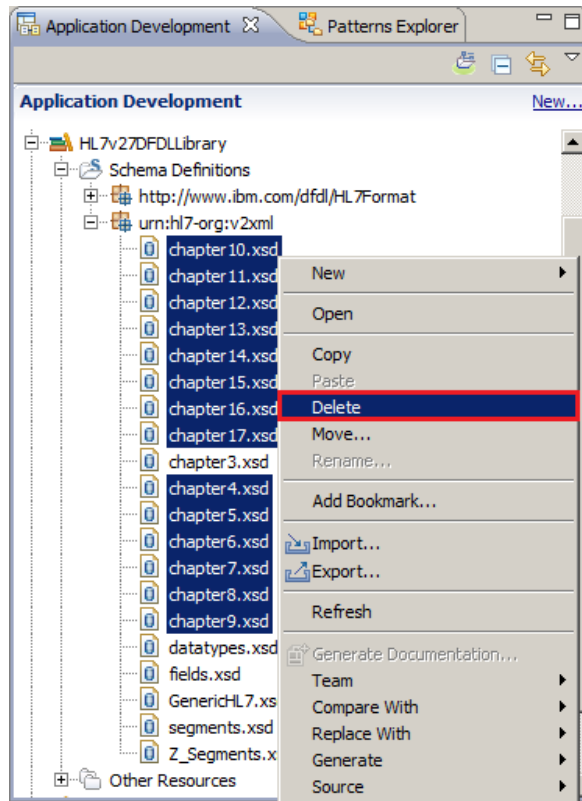 Application Development Patterns Explorer
Application Development New...
HL7v27DFDLLibrary
Schema Definitions
http://www.ibm.com/dfdl/HL7Format
urn:hl7-org:v2xml
chapter10.xsd
chapter11.xsd
chapter12.xsd
chapter13.xsd
chapter14.xsd
chapter15.xsd
chapter16.xsd
chapter17.xsd
chapter3.xsd
chapter4.xsd
chapter5.xsd
chapter6.xsd
chapter7.xsd
chapter8.xsd
chapter9.xsd
datatypes.xsd
fields.xsd
GenericHL7.xs
segments.xsd
Z_Segments.x
Other Resources
New
Open
Copy
Paste
Delete
Move...
Rename...
Add Bookmark...
Import...
Export...
Refresh
Generate Documentation...
Team
Compare With
Replace With
Generate
Source